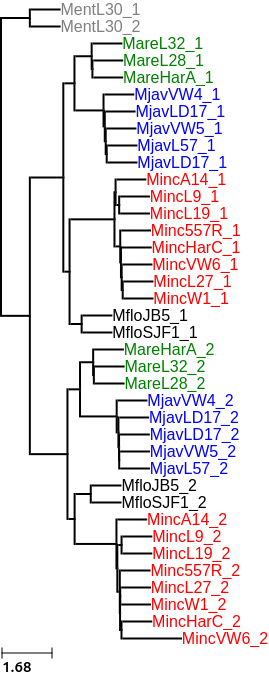 MentL30_1
MentL30_2
MareL32_1
MareL28_1
MareHarA_1
MjavVW4_1
MjavLD17_1
MjavVW5_1
MjavL57_1
MjavLD17_1
MincA14_1
MincL9_1
MincL19_1
Minc557R_1
MincHarC_1
MincVW6_1
MincL27_1
MincW1_1
MfloJB5_1
MfloSJF1_1
MareHarA_2
MareL32_2
MareL28_2
MjavVW4_2
MjavLD17_2
MjavLD17_2
MjavVW5_2
MjavL57_2
MfloJB5_2
MfloSJF1_2
MincA14_2
MincL9_2
MincL19_2
Minc557R_2
MincL27_2
MincW1_2
MincHarC_2
MincVW6_2
1.68